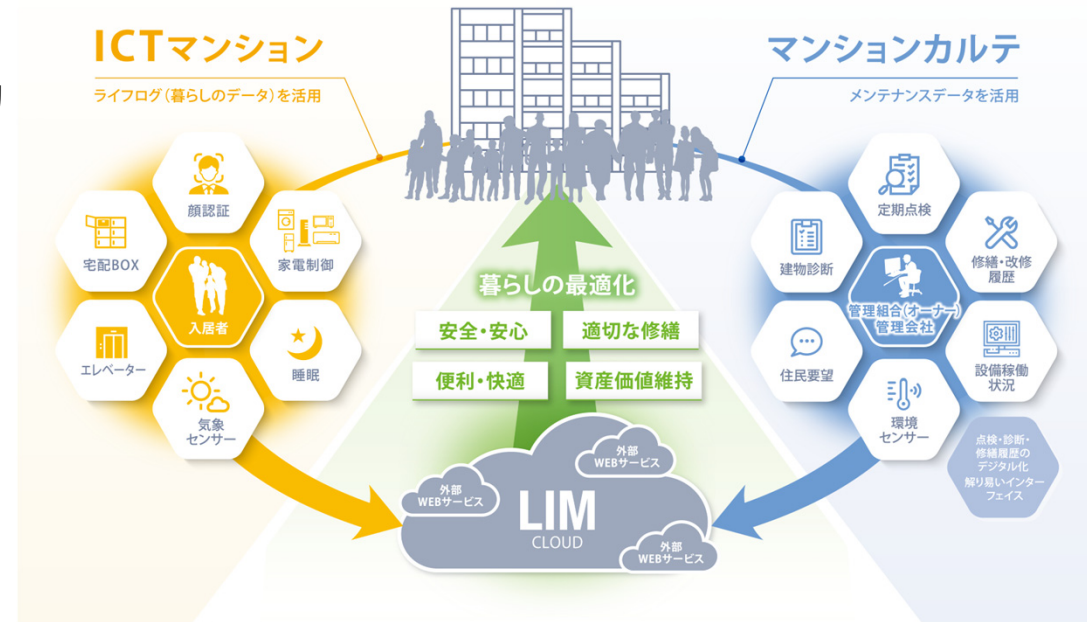 ICTマンション
ライフログ（暮らしのデータ）を活用
顔認証
宅配BOX
家電制御
入居者
エレベーター
睡眠
気象
センサー
マンションカルテ
メンテナンスデータを活用
定期点検
建物診断
修繕・改修
履歴
管理組合（オーナー）
管理会社
住民要望
設備稼働
状況
環境
センサー
点検・診断・
修繕履歴の
デジタル化
解り易いインター
フェイス
暮らしの最適化
安全・安心
適切な修繕
便利・快適
資産価値維持
外部
WEBサービス
外部
WEBサービス
LIM
CLOUD
外部
WEBサービス